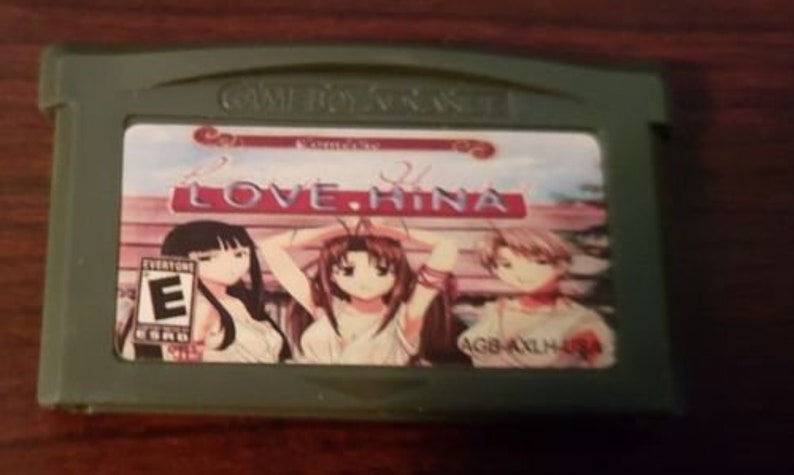 GAME BOY ADVANCE
LOVE HINA
EVERYONE
E
ESRB
AGB-AXLH-USA